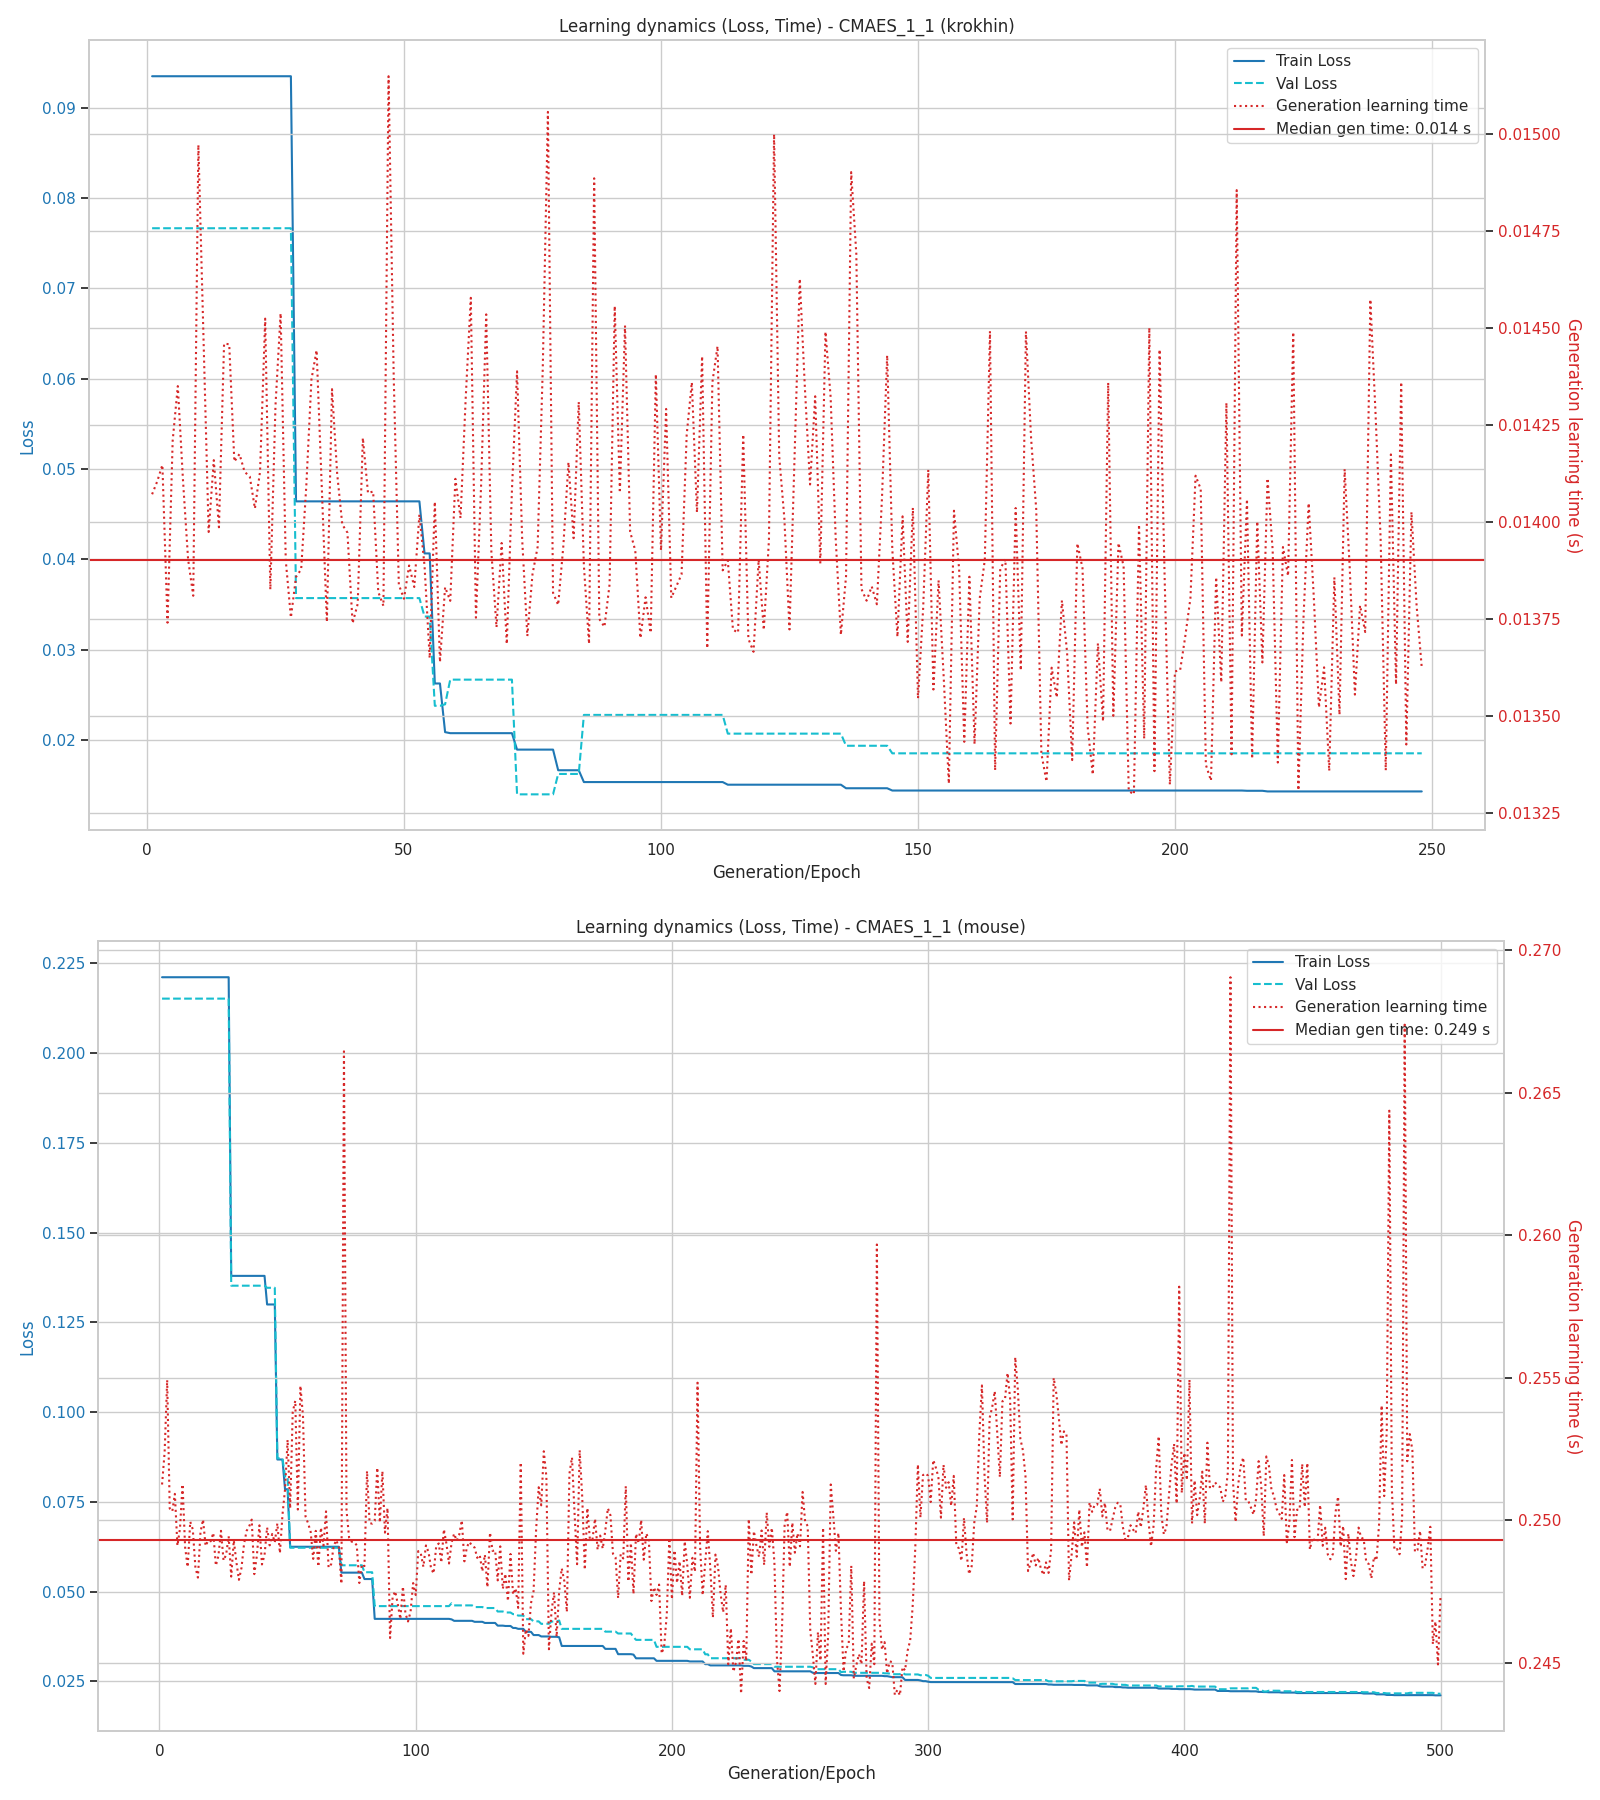 Learning dynamics (Loss, Time) - CMAES_1_1 (krokhin)
Train Loss
Val Loss
Generation learning time
Median gen time: 0.014 s
0.09
0.08
0.07
0.06
0.05
0.04
0.03
0.02
Loss
0.01500
0.01475
0.01450
0.01425
0.01400
0.01375
0.01350
0.01325
Generation learning time (s)
0 50 100 150 200 250
Generation/Epoch
Learning dynamics (Loss, Time) - CMAES_1_1 (mouse)
Train Loss
Val Loss
Generation learning time
Median gen time: 0.249 s
0.225
0.200
0.175
0.150
0.125
0.100
0.075
0.050
0.025
Loss
0.270
0.265
0.260
0.255
0.250
0.245
Generation learning time (s)
0 100 200 300 400 500
Generation/Epoch